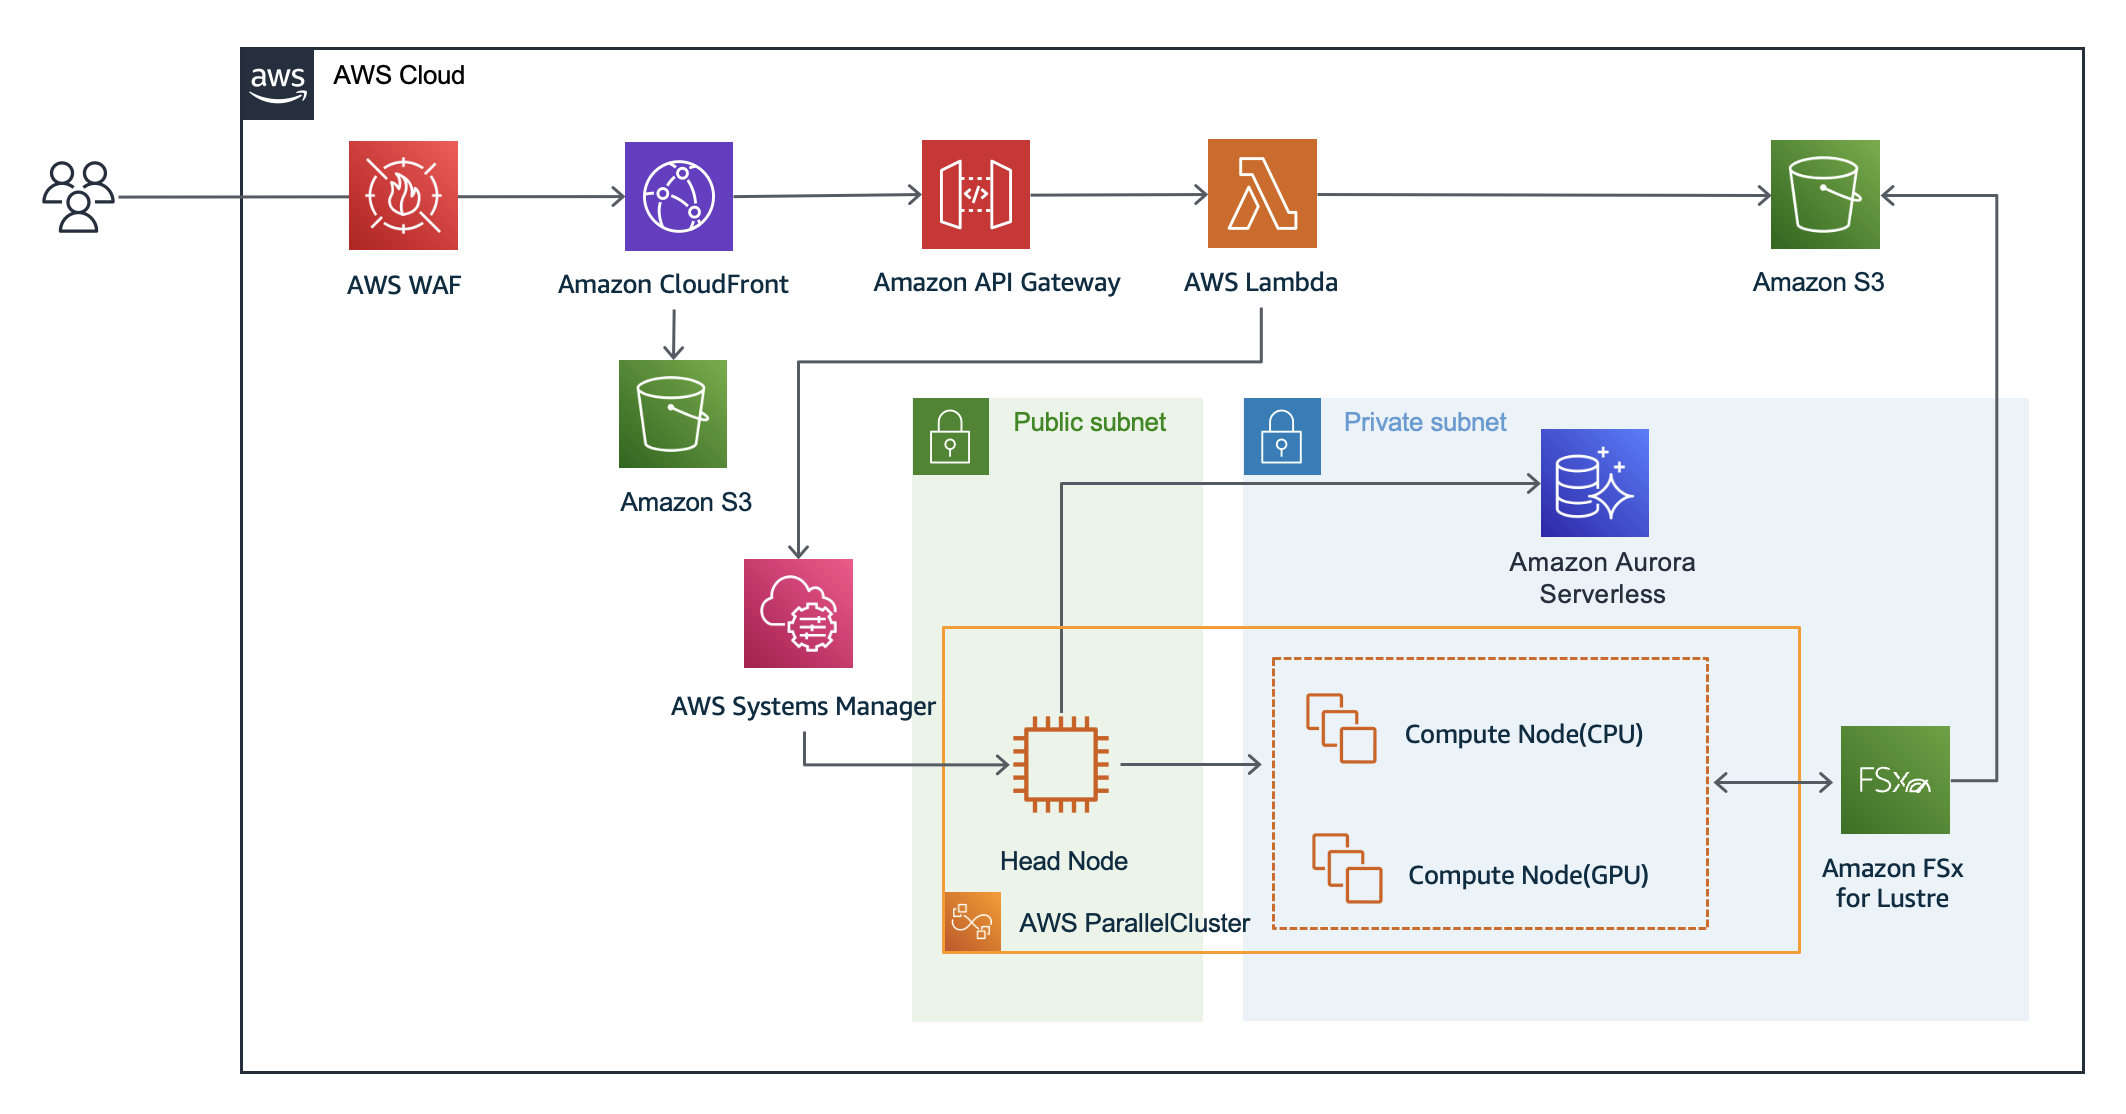 aws
AWS Cloud
AWS WAF
Amazon CloudFront
Amazon API Gateway
AWS Lambda
Amazon S3
Amazon S3
Public subnet
Private subnet
Amazon Aurora
Serverless
AWS Systems Manager
Compute Node(CPU)
FSx
Head Node
Compute Node(GPU)
Amazon FSx
for Lustre
AWS ParallelCluster